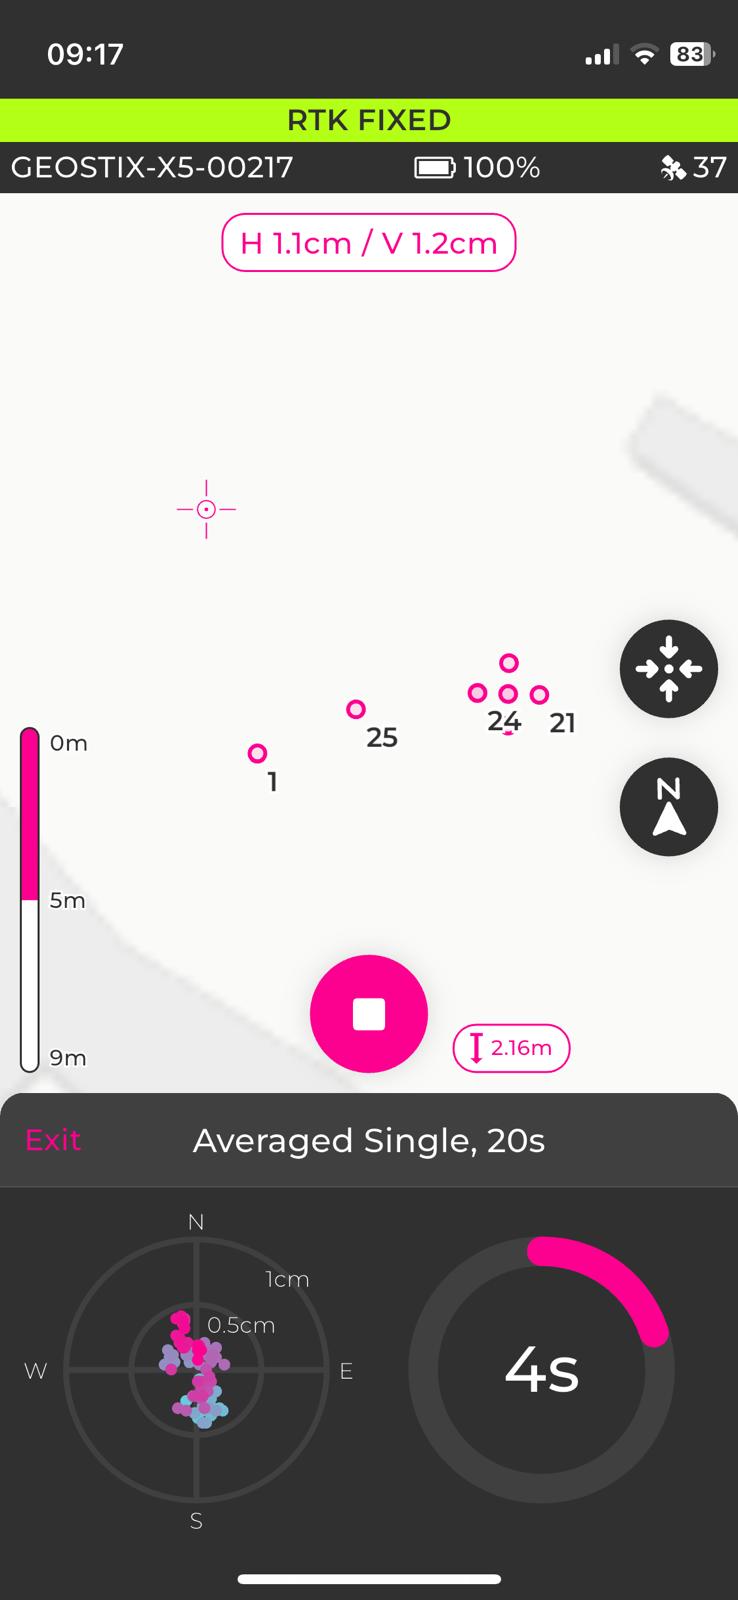 09:17
83
RTK FIXED
GEOSTIX-X5-00217
100%
37
H 1.1cm / V 1.2cm
24
21
25
1
N
0m
5m
9m
2.16m
Exit
Averaged Single, 20s
N
1cm
0.5cm
W
E
S
4s